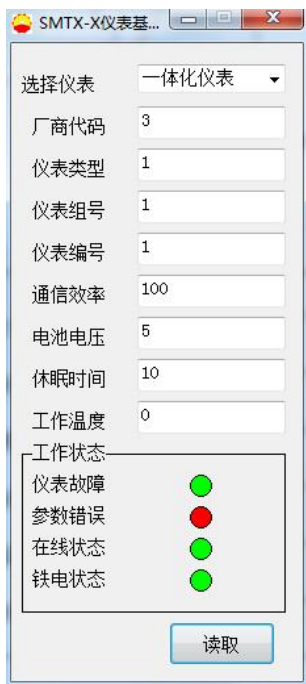 SMTX-X仪表基...
选择仪表 一体化仪表
厂商代码 3
仪表类型 1
仪表组号 1
仪表编号 1
通信效率 100
电池电压 5
休眠时间 10
工作温度 0
工作状态
仪表故障
参数错误
在线状态
铁电状态
读取